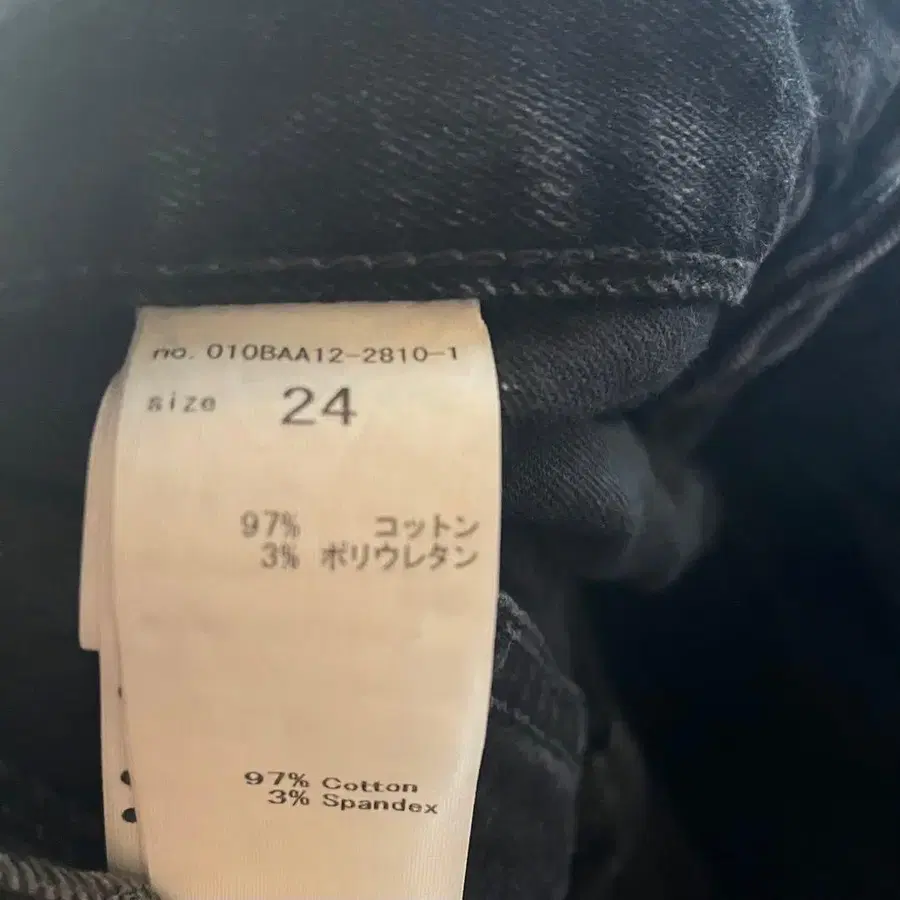 no. 010BAA12-2810-1
size 24
97% コットン
3% ポリウレタン
97% Cotton
3% Spandex